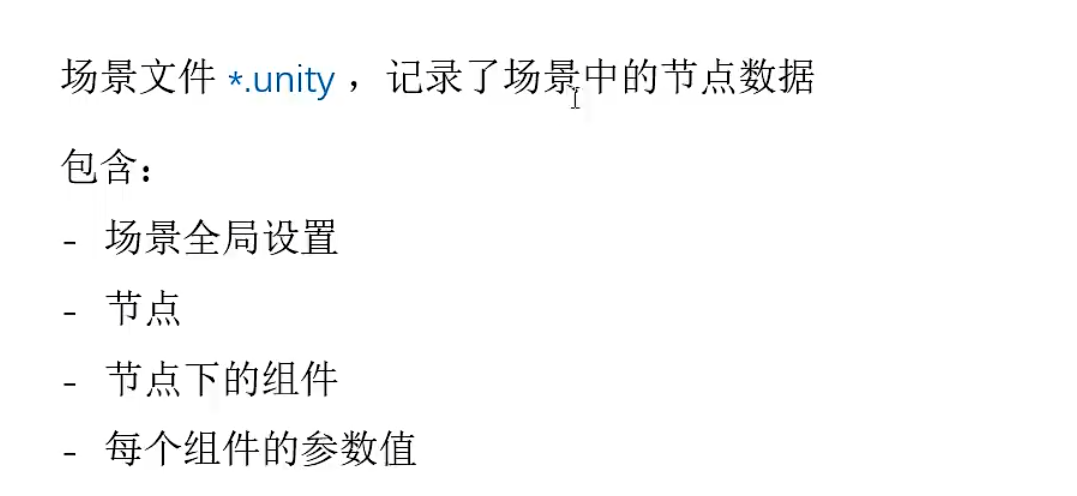 场景文件 *.unity ，记录了场景中的节点数据
包含：
- 场景全局设置
- 节点
- 节点下的组件
- 每个组件的参数值